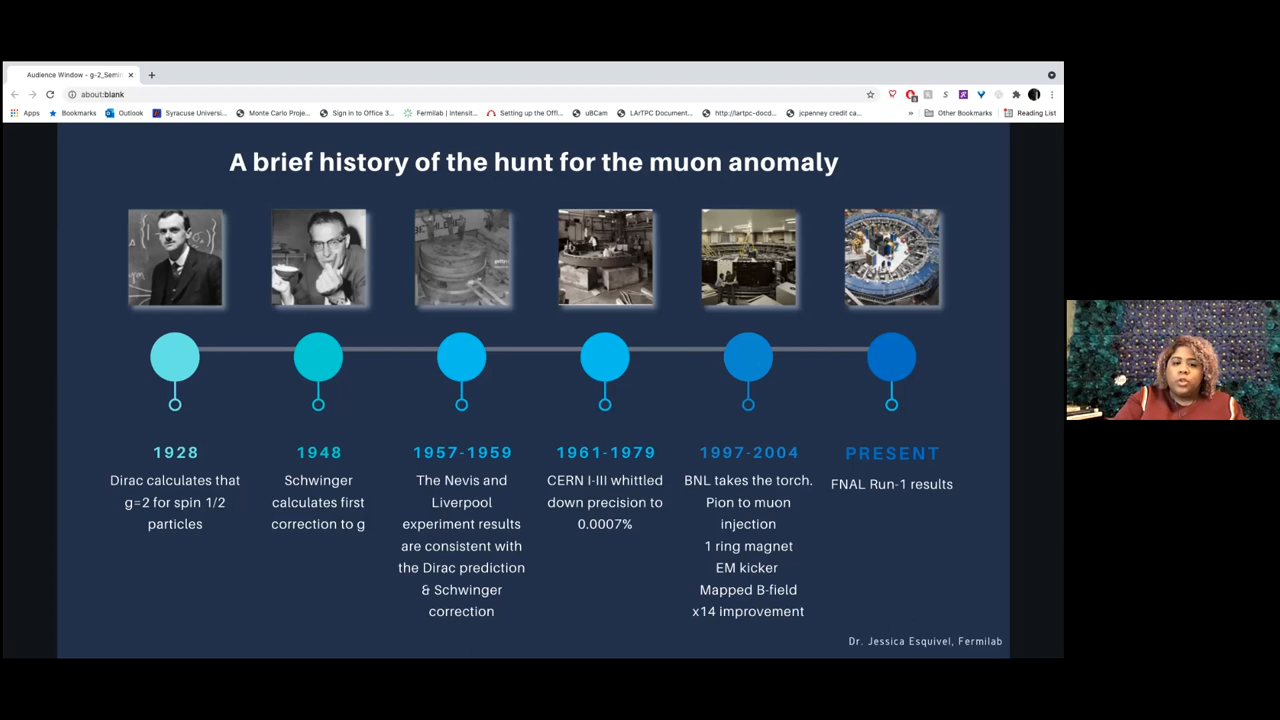 Audience Window - g-2_Semin
about:blank
Apps Bookmarks Outlook Syracuse Universi... Monte Carlo Proje... Sign in to Office 3... Fermilab | Intensit... Setting up the Offi... uBCam LArTPC Document... http://lartpc-docd... jcpenney credit ca... » Other Bookmarks Reading List
A brief history of the hunt for the muon anomaly
1928
Dirac calculates that
g=2 for spin 1/2
particles
1948
Schwinger
calculates first
correction to g
1957-1959
The Nevis and
Liverpool
experiment results
are consistent with
the Dirac prediction
& Schwinger
correction
1961-1979
CERN I-III whittled
down precision to
0.0007%
1997-2004
BNL takes the torch.
Pion to muon
injection
1 ring magnet
EM kicker
Mapped B-field
x14 improvement
PRESENT
FNAL Run-1 results
Dr. Jessica Esquivel, Fermilab